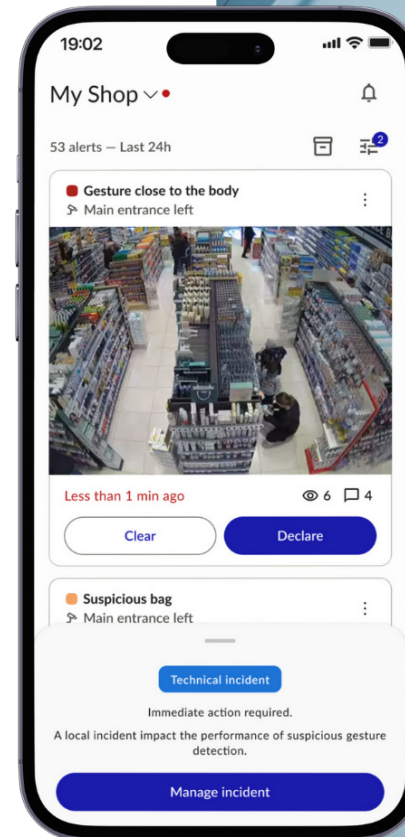 19:02
My Shop
53 alerts — Last 24h
2
Gesture close to the body
Main entrance left
Less than 1 min ago
6
4
Clear
Declare
Suspicious bag
Main entrance left
Technical incident
Immediate action required.
A local incident impact the performance of suspicious gesture
detection.
Manage incident